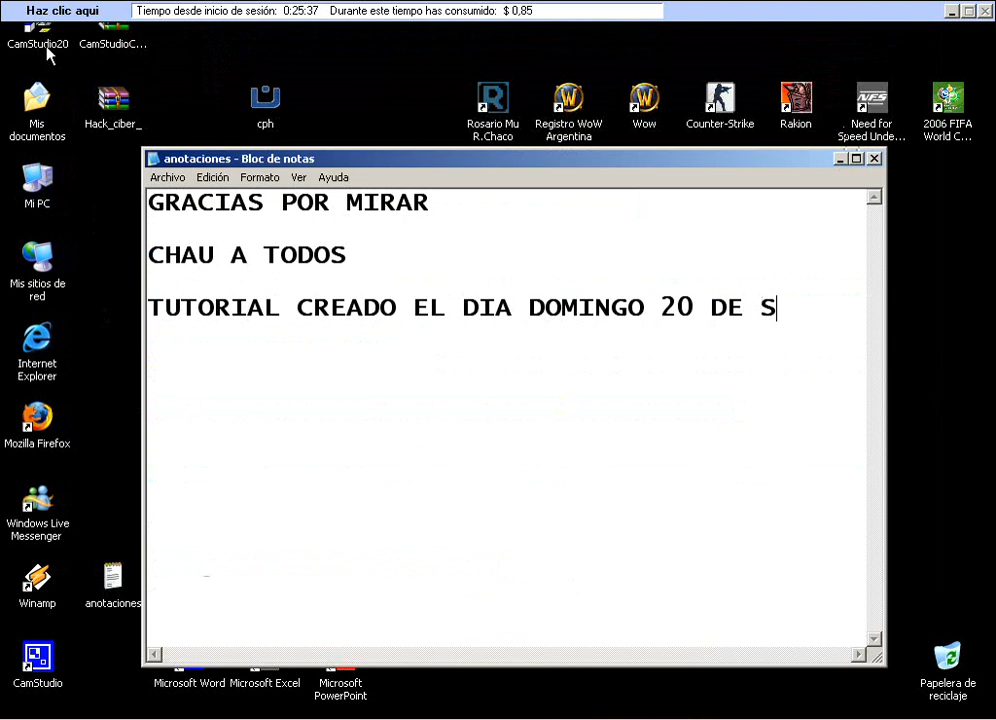 Haz clic aqui
Tiempo desde inicio de sesión: 0:25:37 Durante este tiempo has consumido: $ 0,85
CamStudio20
CamStudioC...
Mis documentos
Hack_ciber_
cph
Rosario Mu R.Chaco
Registro WoW Argentina
Wow
Counter-Strike
Rakion
NFS
Need for Speed Unde...
2006 FIFA World C...
anotaciones - Bloc de notas
Archivo Edición Formato Ver Ayuda
GRACIAS POR MIRAR
CHAU A TODOS
TUTORIAL CREADO EL DIA DOMINGO 20 DE S
Mi PC
Mis sitios de red
Internet Explorer
Mozilla Firefox
Windows Live Messenger
Winamp
anotaciones
CamStudio
Microsoft Word
Microsoft Excel
Microsoft PowerPoint
Papelera de reciclaje